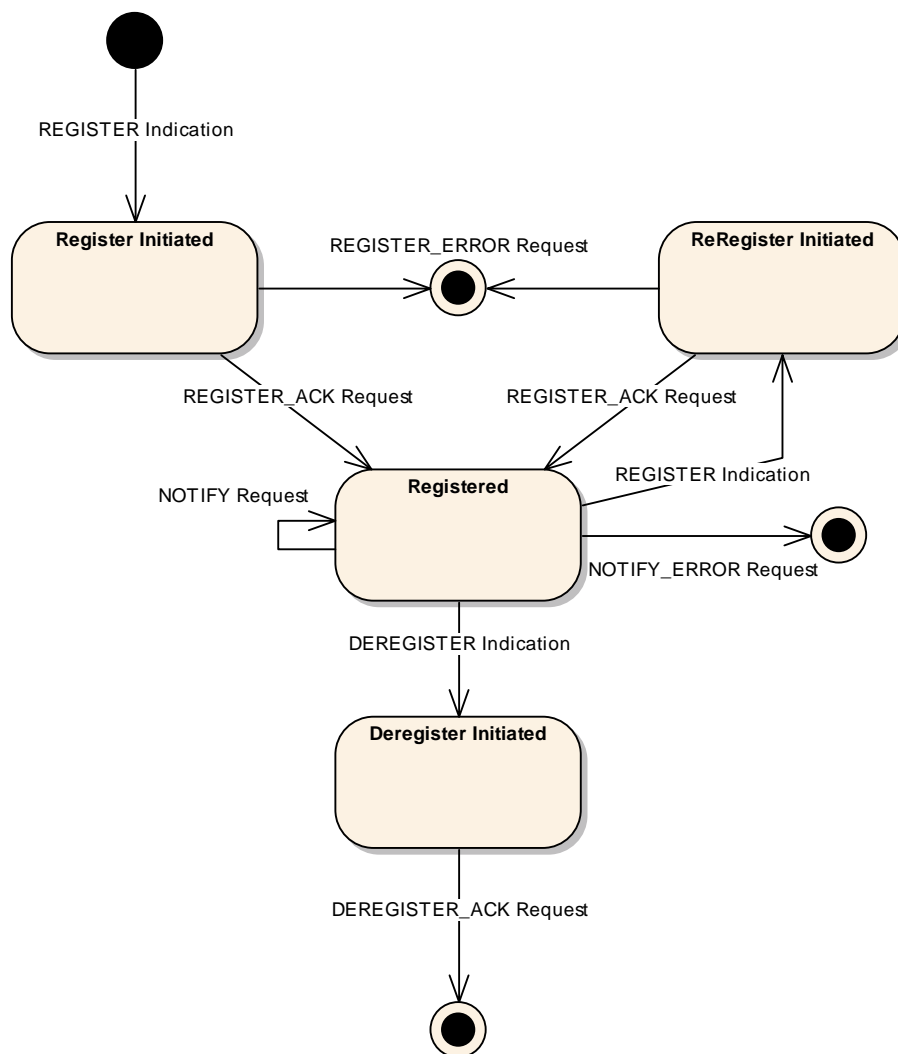 REGISTER Indication
Register Initiated
REGISTER_ERROR Request
ReRegister Initiated
REGISTER_ACK Request
REGISTER_ACK Request
REGISTER Indication
NOTIFY Request
Registered
NOTIFY_ERROR Request
DEREGISTER Indication
Deregister Initiated
DEREGISTER_ACK Request